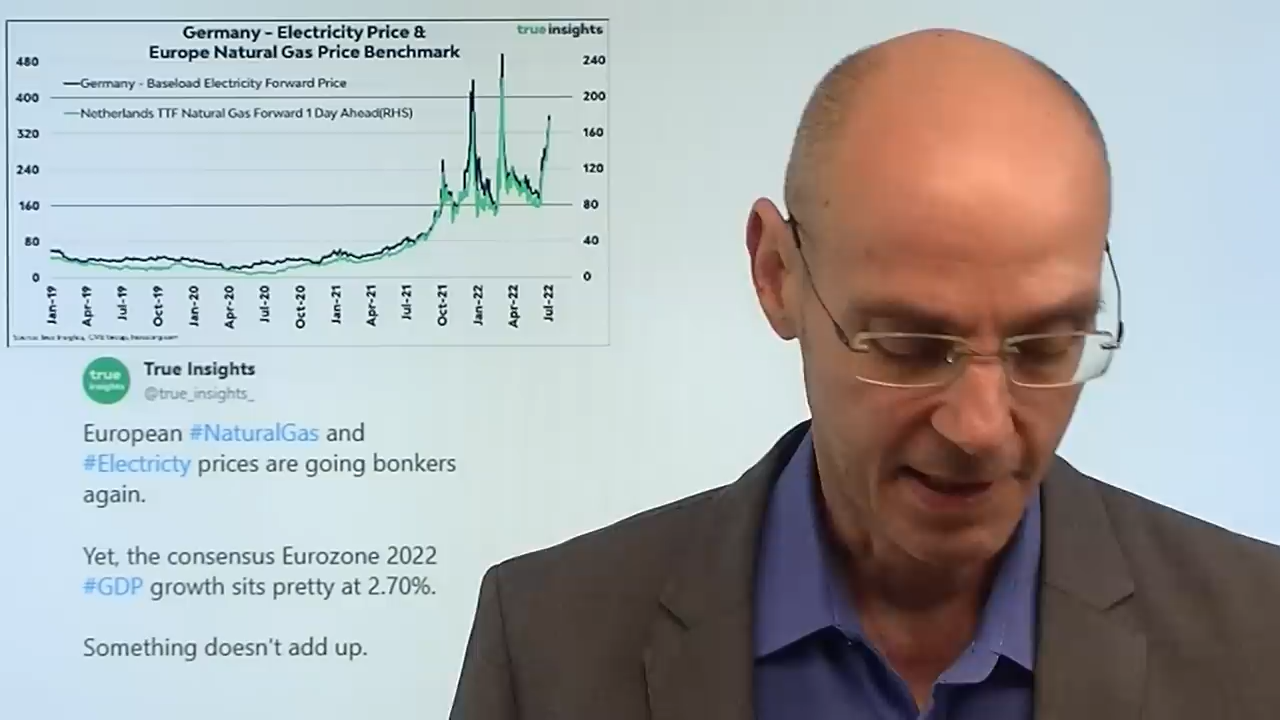 Germany - Electricity Price &
Europe Natural Gas Price Benchmark
trueinsights
480
400
320
240
160
80
0
Germany - Baseload Electricity Forward Price
Netherlands TTF Natural Gas Forward 1 Day Ahead(RHS)
240
200
160
120
80
40
0
Jan-19
Apr-19
Jul-19
Oct-19
Jan-20
Apr-20
Jul-20
Oct-20
Jan-21
Apr-21
Jul-21
Oct-21
Jan-22
Apr-22
Jul-22
true
insights
True Insights
@true_insights_
European #NaturalGas and
#Electricty prices are going bonkers
again.
Yet, the consensus Eurozone 2022
#GDP growth sits pretty at 2.70%.
Something doesn't add up.